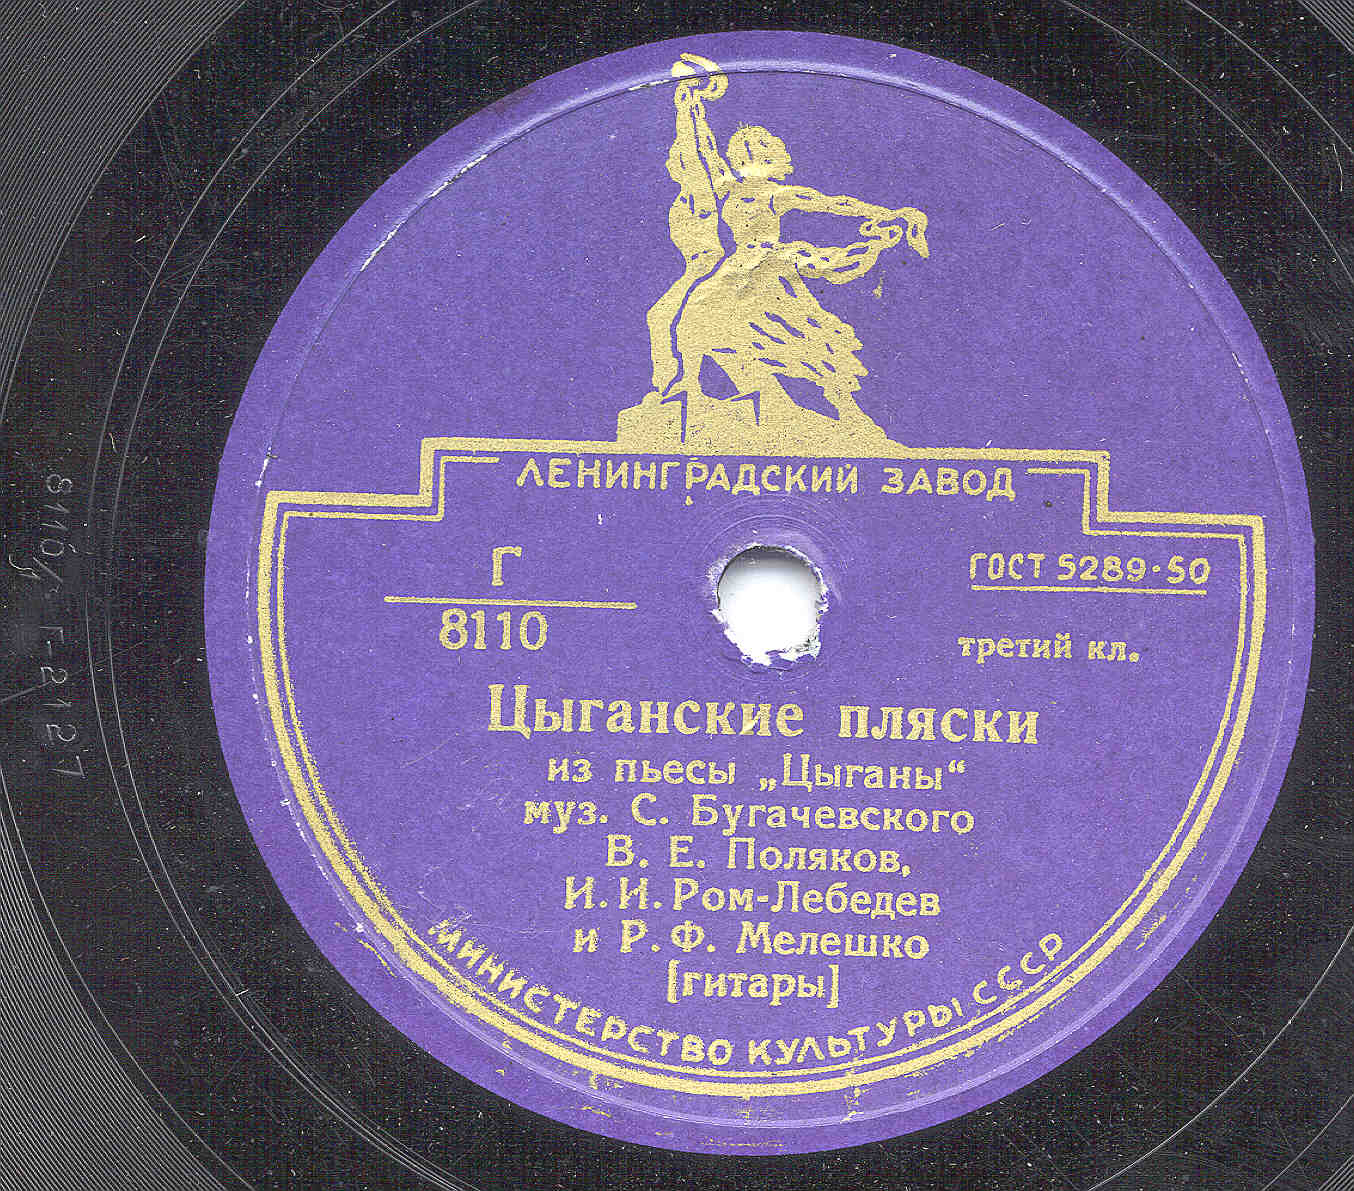 ЛЕНИНГРАДСКИЙ ЗАВОД
Г
8110
ГОСТ 5289-50
третий кл.
Цыганские пляски
из пьесы „Цыганы“
муз. С. Бугачевского
В. Е. Поляков,
И. И. Ром-Лебедев
и Р. Ф. Мелешко
[гитары]
МИНИСТЕРСТВО КУЛЬТУРЫ СССР
Г-2127